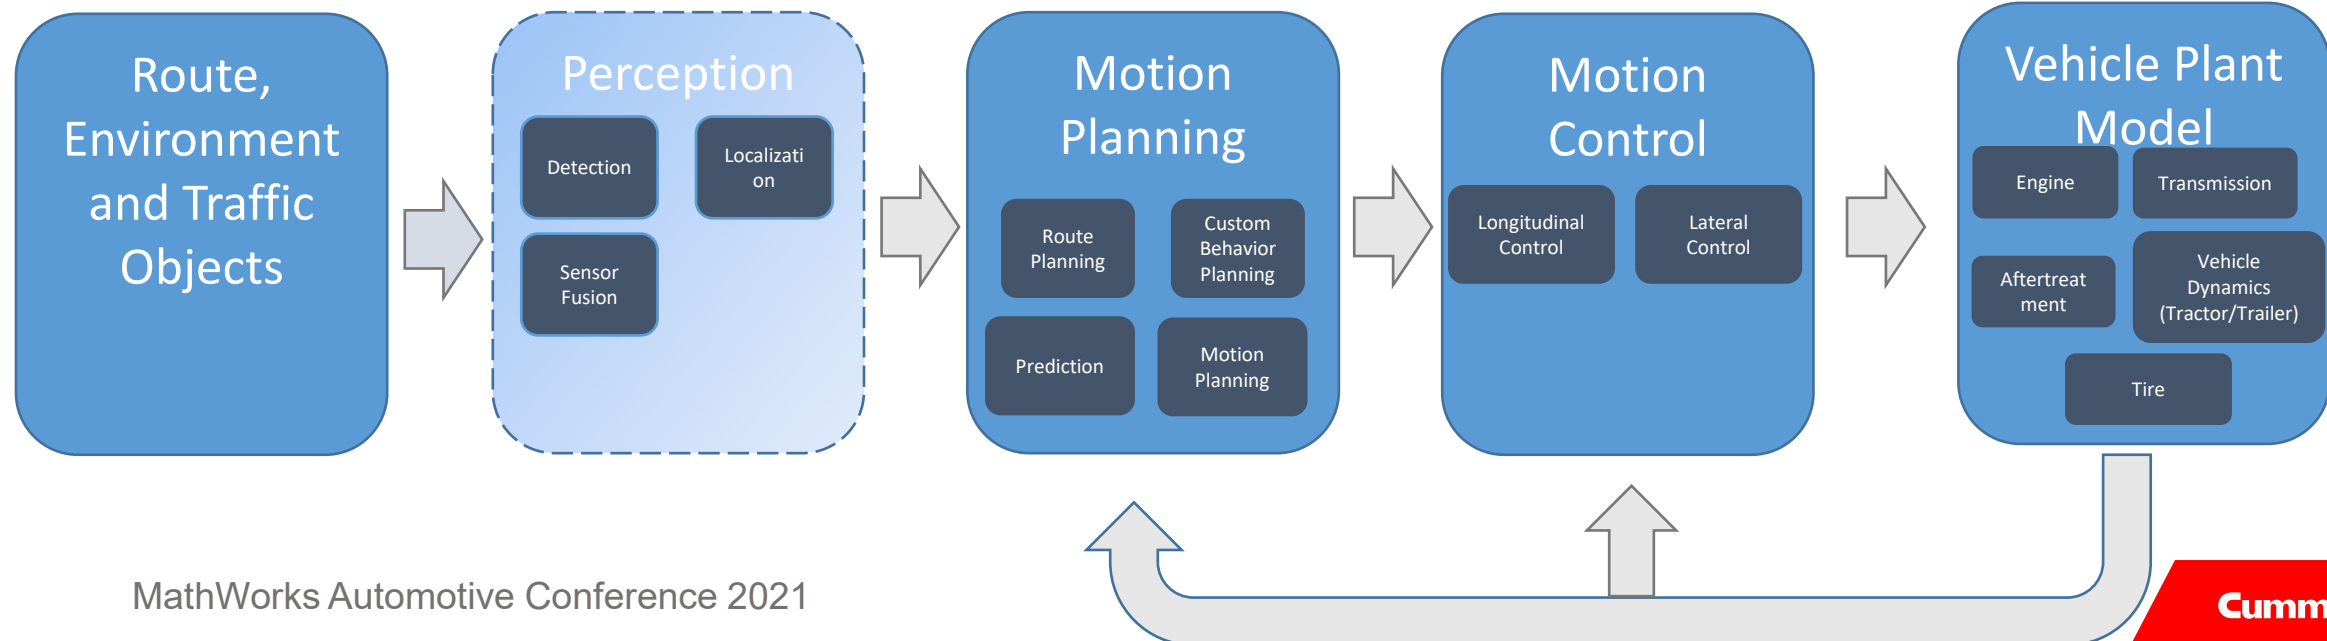 Route,
Environment
and Traffic
Objects
Perception
Detection
Localizati
on
Sensor
Fusion
Motion
Planning
Route
Planning
Custom
Behavior
Planning
Prediction
Motion
Planning
Motion
Control
Longitudinal
Control
Lateral
Control
Vehicle Plant
Model
Engine
Transmission
Aftertreat
ment
Vehicle
Dynamics
(Tractor/Trailer)
Tire
MathWorks Automotive Conference 2021
Cumm